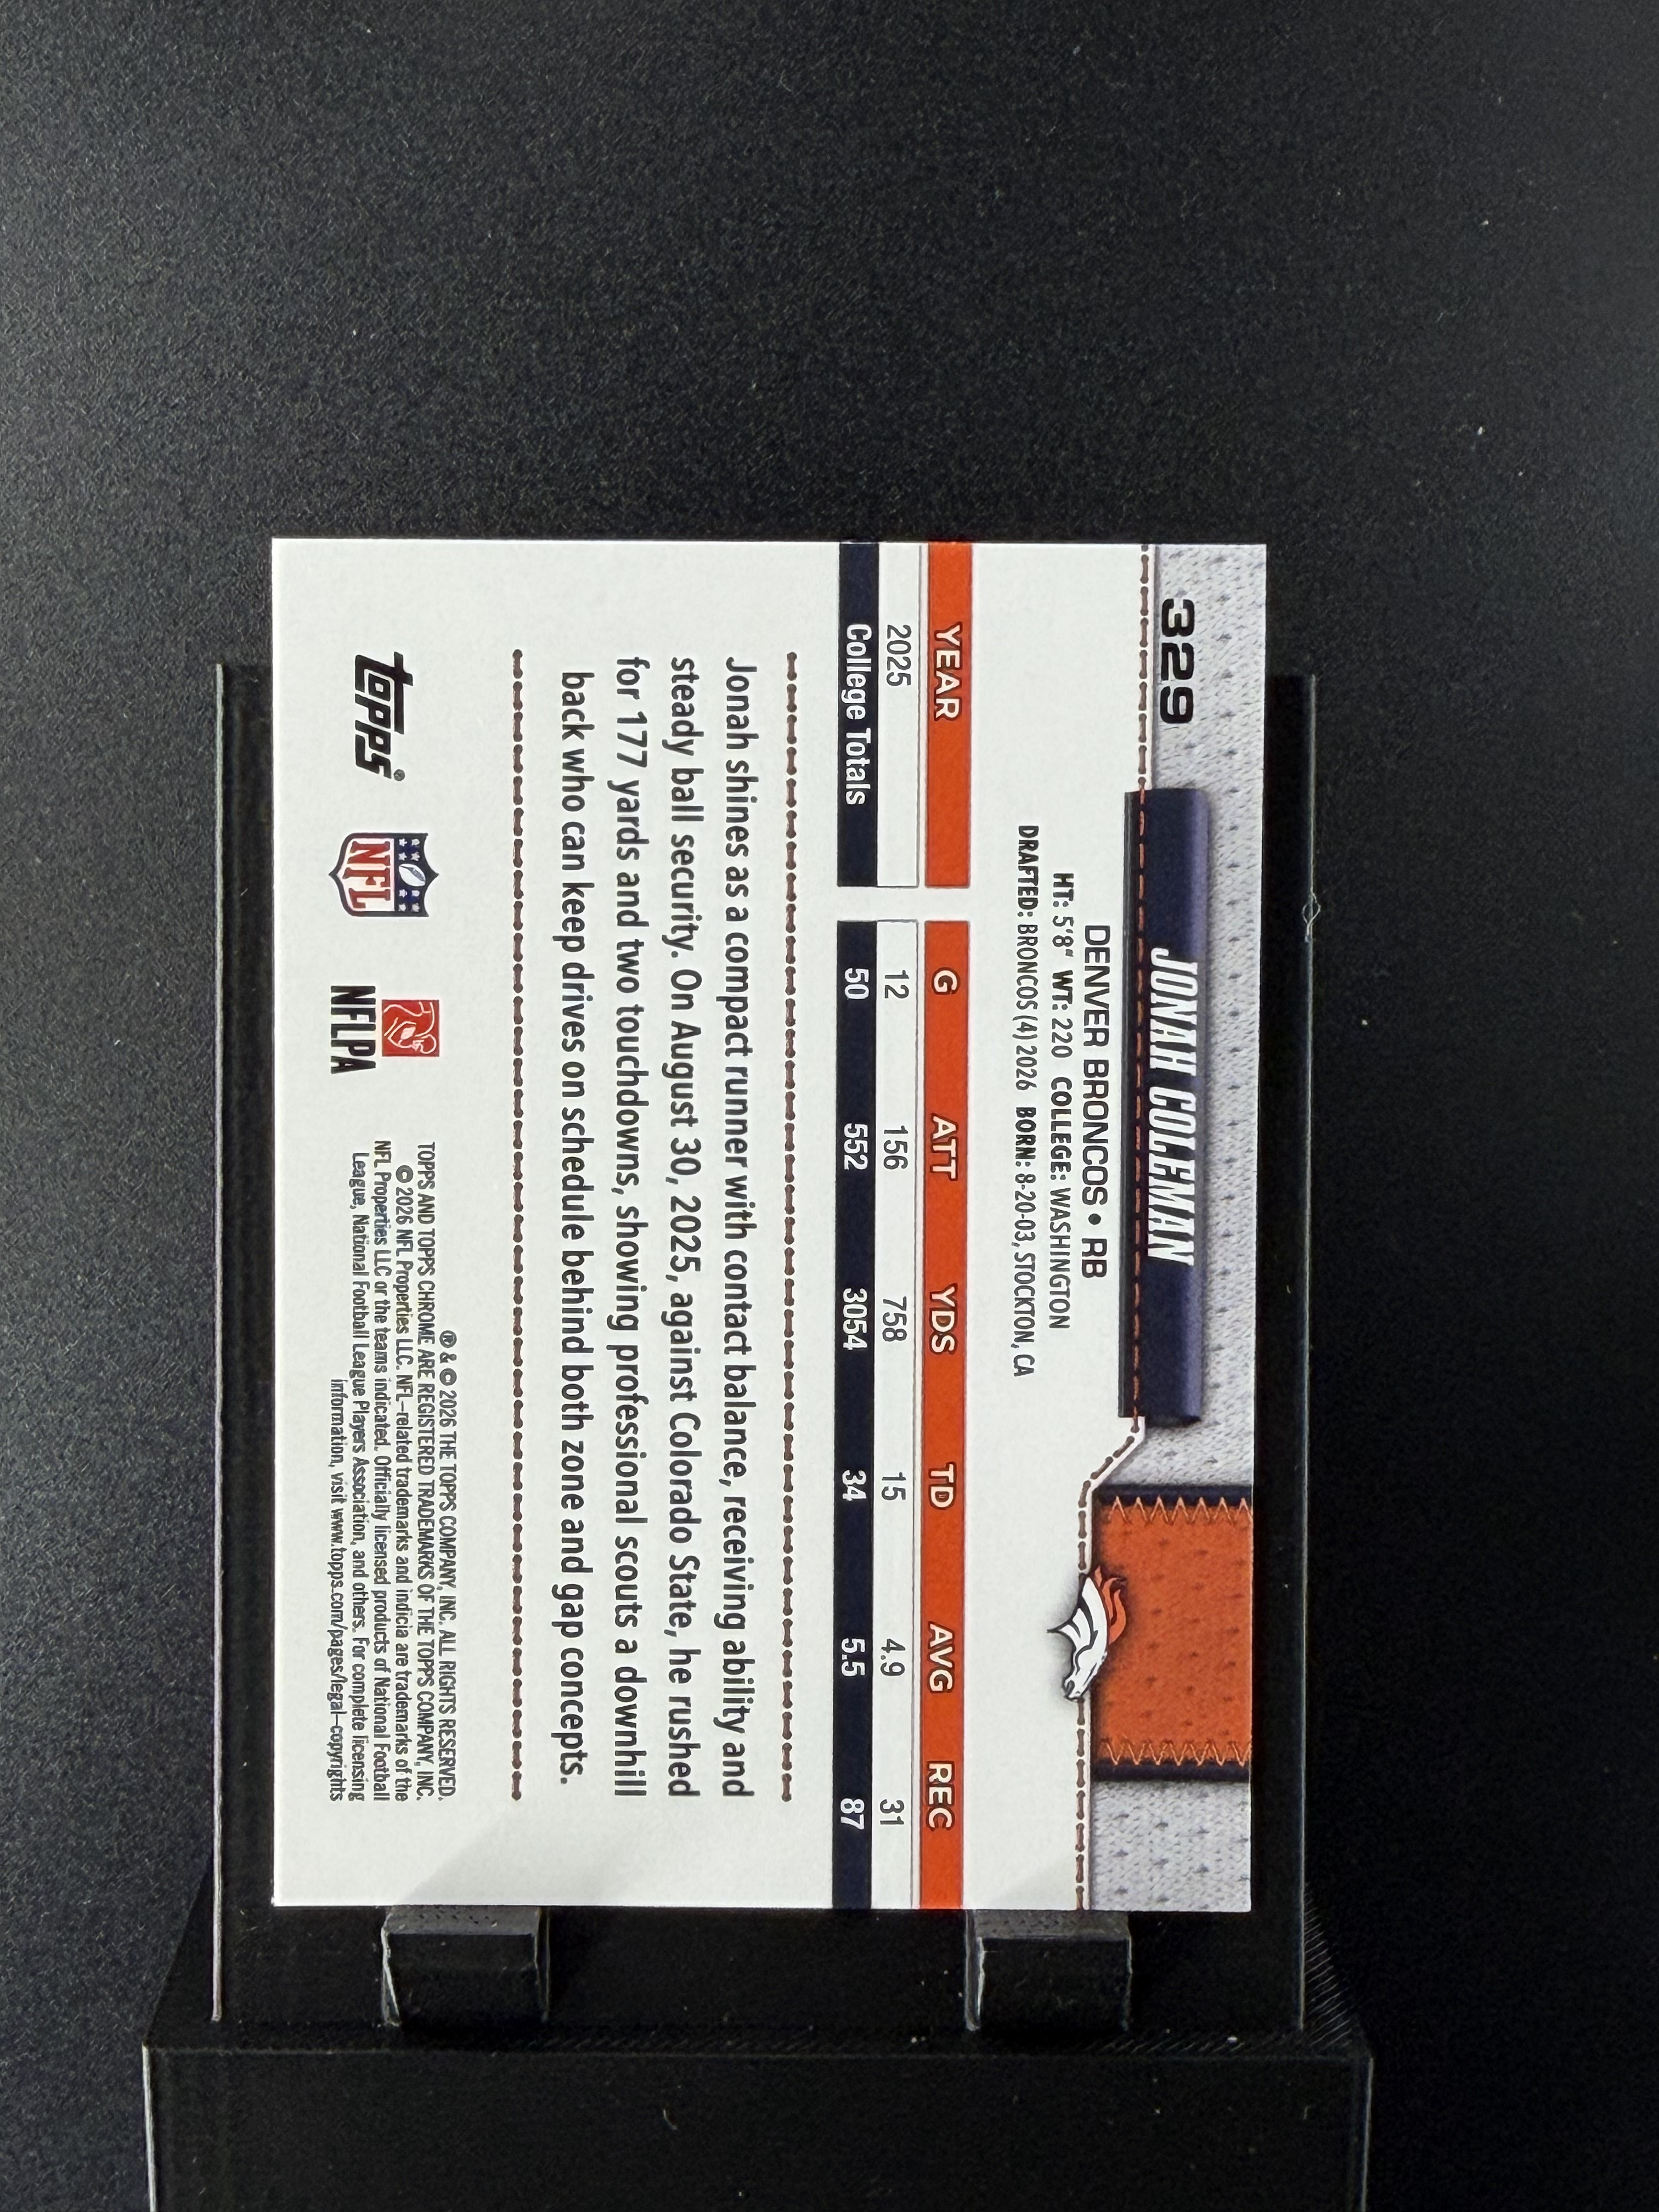 329
JONAH COLEMAN
DENVER BRONCOS • RB
HT: 5'8" WT: 220 COLLEGE: WASHINGTON
DRAFTED: BRONCOS (4) 2026 BORN: 8-20-03, STOCKTON, CA
YEAR G ATT YDS TD AVG REC
2025 12 156 758 15 4.9 31
College Totals 50 552 3054 34 5.5 87
Jonah shines as a compact runner with contact balance, receiving ability and
steady ball security. On August 30, 2025, against Colorado State, he rushed
for 177 yards and two touchdowns, showing professional scouts a downhill
back who can keep drives on schedule behind both zone and gap concepts.
topps®
NFL
NFLPA
® & © 2026 THE TOPPS COMPANY, INC. ALL RIGHTS RESERVED.
TOPPS AND TOPPS CHROME ARE REGISTERED TRADEMARKS OF THE TOPPS COMPANY, INC.
© 2026 NFL Properties LLC. NFL-related trademarks and indicia are trademarks of the
NFL Properties LLC or the teams indicated. Officially licensed products of National Football
League, National Football League Players Association, and others. For complete licensing
information, visit www.topps.com/pages/legal-copyrights